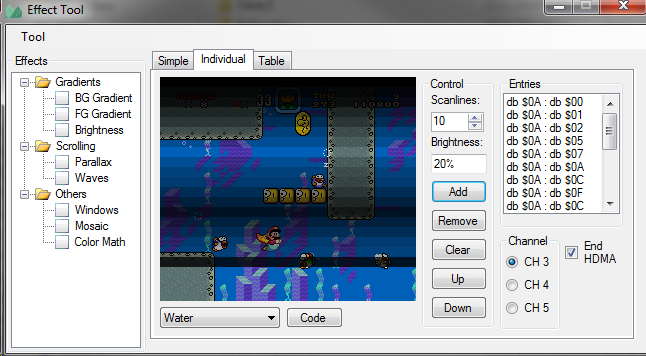 Effect Tool
Tool
Effects
Gradients
BG Gradient
FG Gradient
Brightness
Scrolling
Parallax
Waves
Others
Windows
Mosaic
Color Math
Simple
Individual
Table
33
273
110800
Water
Code
Control
Scanlines:
10
Brightness:
20%
Add
Remove
Clear
Up
Down
Entries
db $0A : db $00
db $0A : db $01
db $0A : db $02
db $0A : db $05
db $0A : db $07
db $0A : db $0A
db $0A : db $0C
db $0A : db $0F
db $0A : db $0C
Channel
CH 3
CH 4
CH 5
End
HDMA